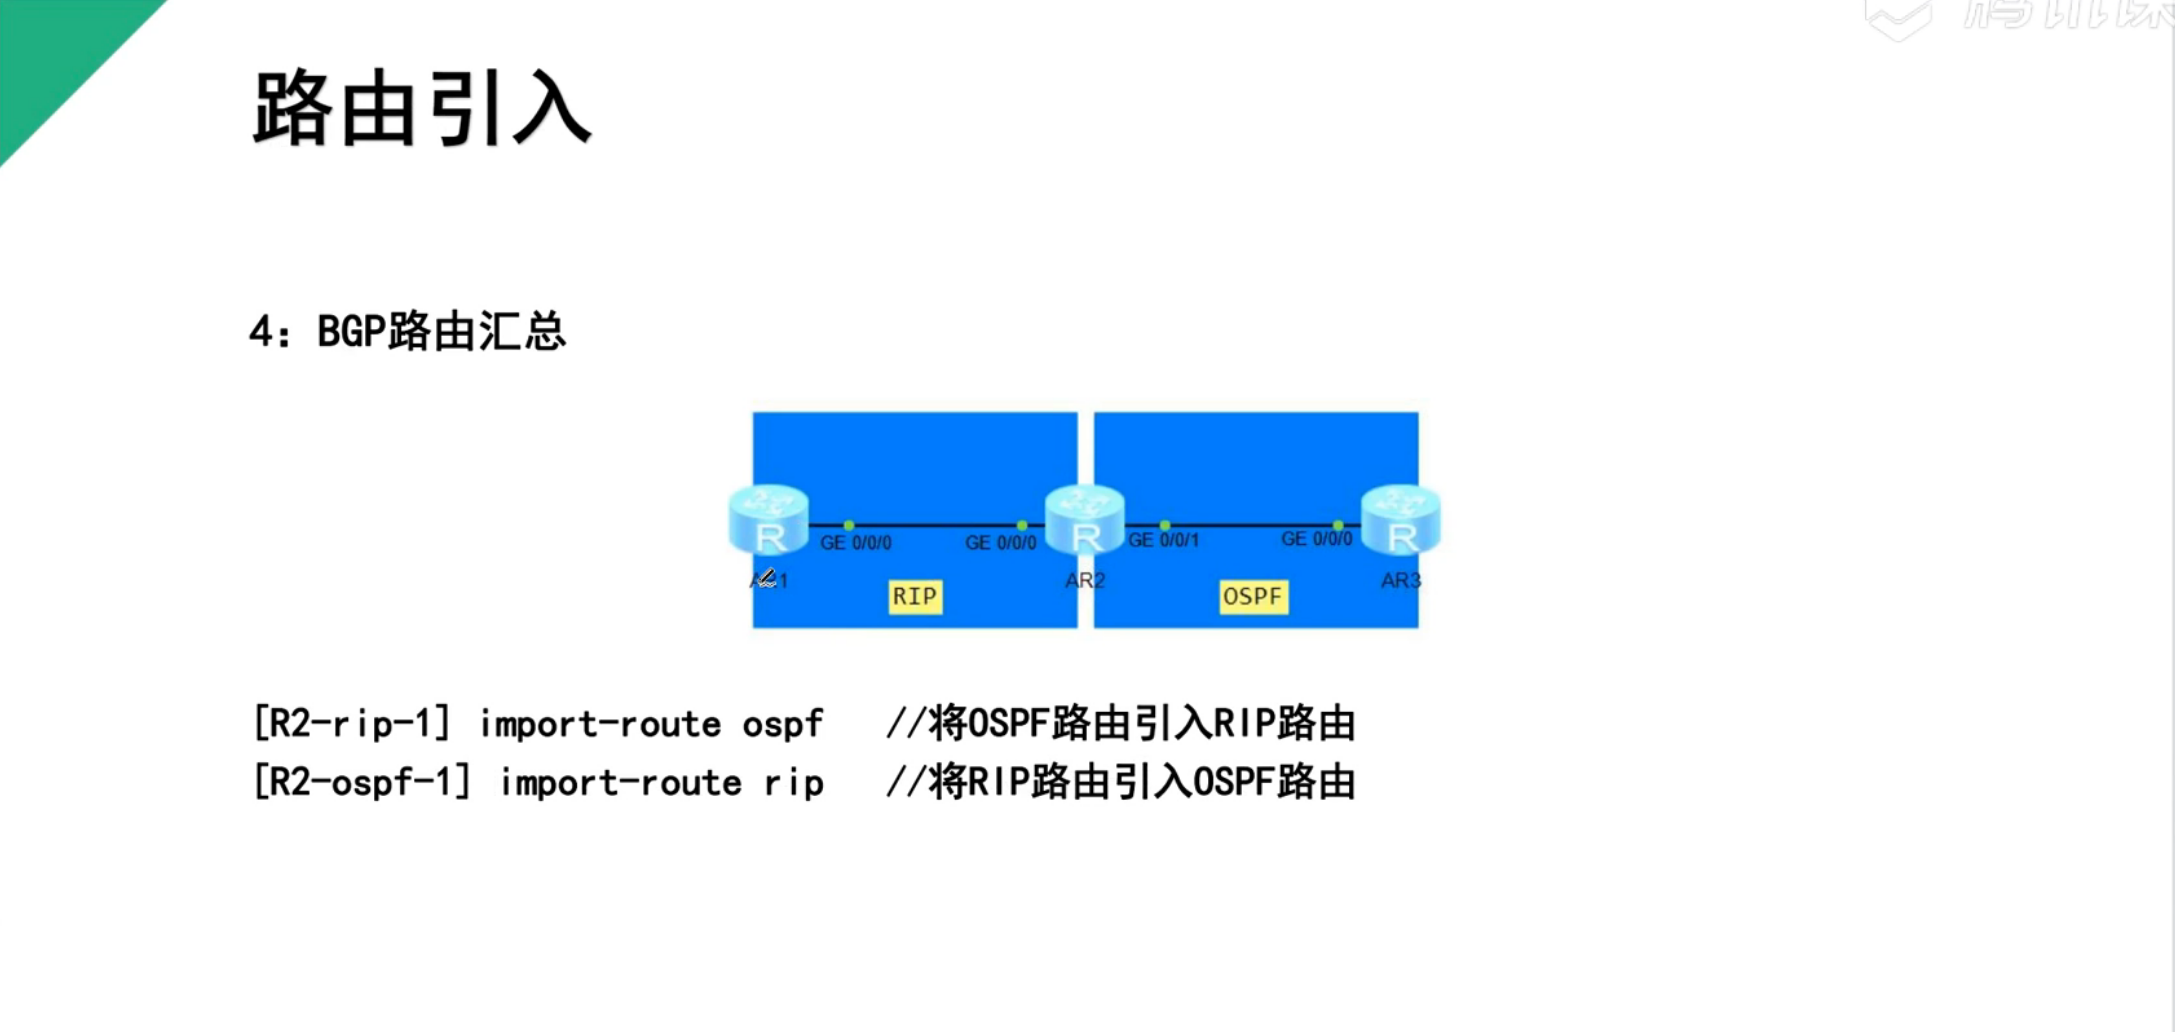 路由引入
4：BGP路由汇总
GE 0/0/0 GE 0/0/0 GE 0/0/1 GE 0/0/0
AR2 AR3
RIP OSPF
[R2-rip-1] import-route ospf //将OSPF路由引入RIP路由
[R2-ospf-1] import-route rip //将RIP路由引入OSPF路由